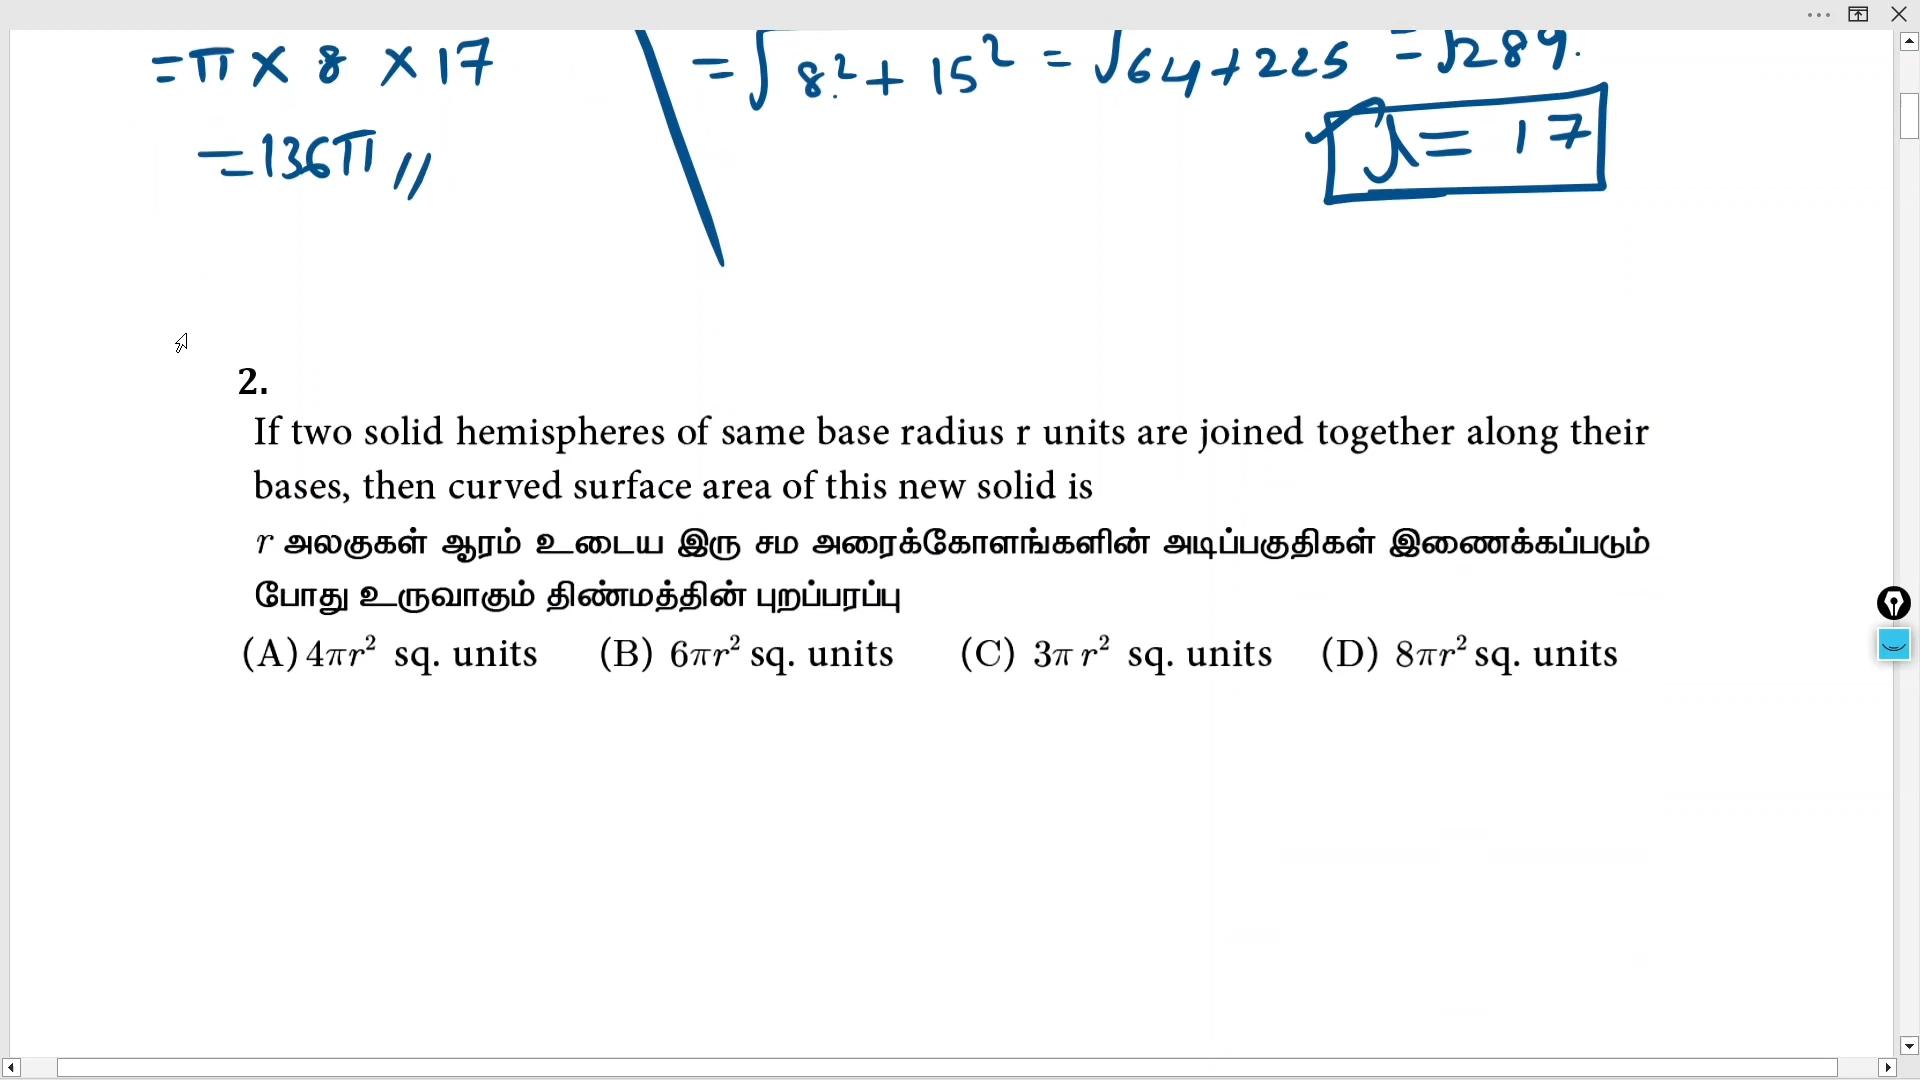 =π × 8 × 17
= √8² + 15² = √64+225 = √289.
=136π //
l = 17
2.
If two solid hemispheres of same base radius r units are joined together along their
bases, then curved surface area of this new solid is
r அலகுகள் ஆரம் உடைய இரு சம அரைக்கோளங்களின் அடிப்பகுதிகள் இணைக்கப்படும்
போது உருவாகும் திண்மத்தின் புறப்பரப்பு
(A) 4πr² sq. units (B) 6πr² sq. units (C) 3π r² sq. units (D) 8πr² sq. units